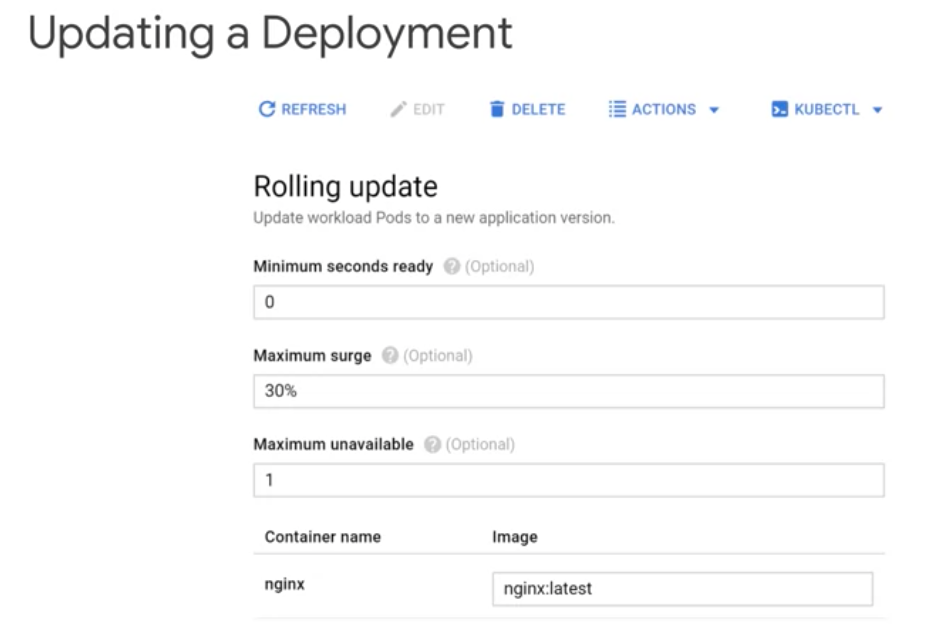 Updating a Deployment
REFRESH EDIT DELETE ACTIONS KUBECTL
Rolling update
Update workload Pods to a new application version.
Minimum seconds ready ? (Optional)
0
Maximum surge ? (Optional)
30%
Maximum unavailable ? (Optional)
1
Container name Image
nginx nginx:latest